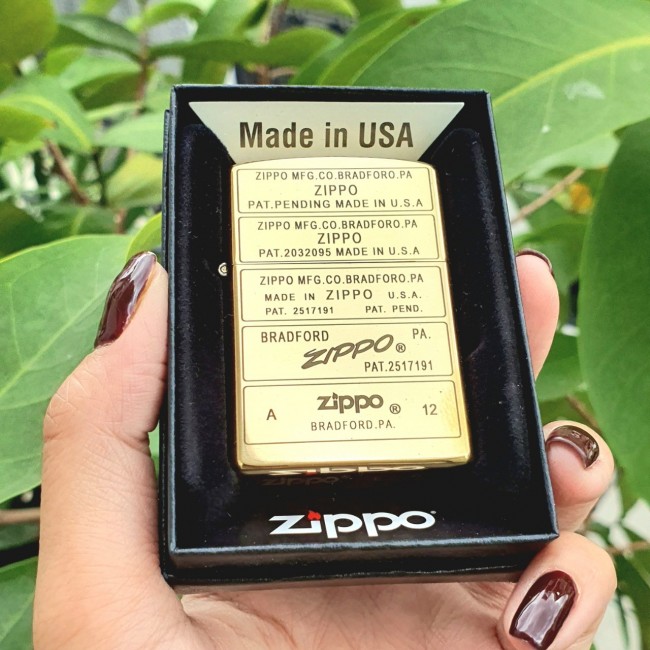 Made in USA
ZIPPO MFG.CO.BRADFORO.PA
ZIPPO
PAT.PENDING MADE IN U.S.A
ZIPPO MFG.CO.BRADFORO.PA
ZIPPO
PAT.2032095 MADE IN U.S.A
ZIPPO MFG.CO.BRADFORO.PA
MADE IN ZIPPO U.S.A.
PAT. 2517191 PAT. PEND.
BRADFORD PA.
ZIPPO®
PAT.2517191
A zippo® 12
BRADFORD.PA.
zippo®